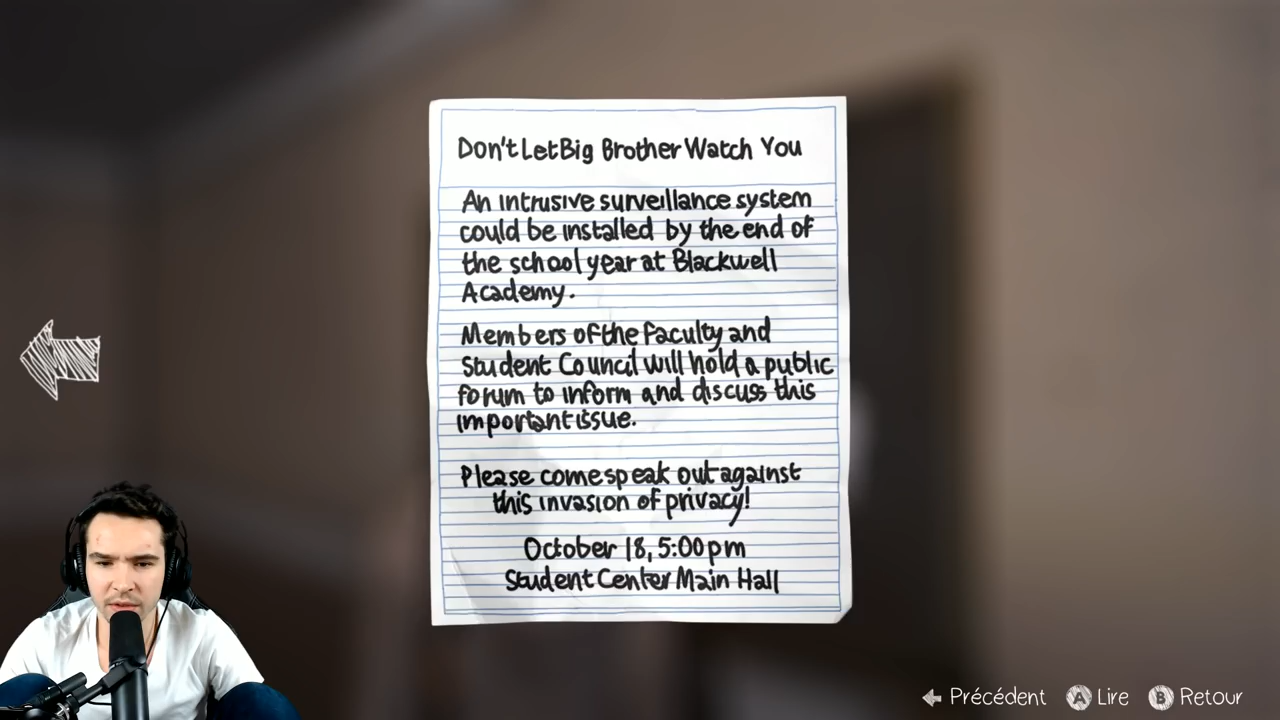 Don't Let Big Brother Watch You
An intrusive surveillance system
could be installed by the end of
the school year at Blackwell
Academy.
Members of the faculty and
Student Council will hold a public
forum to inform and discuss this
important issue.
Please come speak out against
this invasion of privacy!
October 18, 5:00pm
Student Center Main Hall
Précédent A Lire B Retour